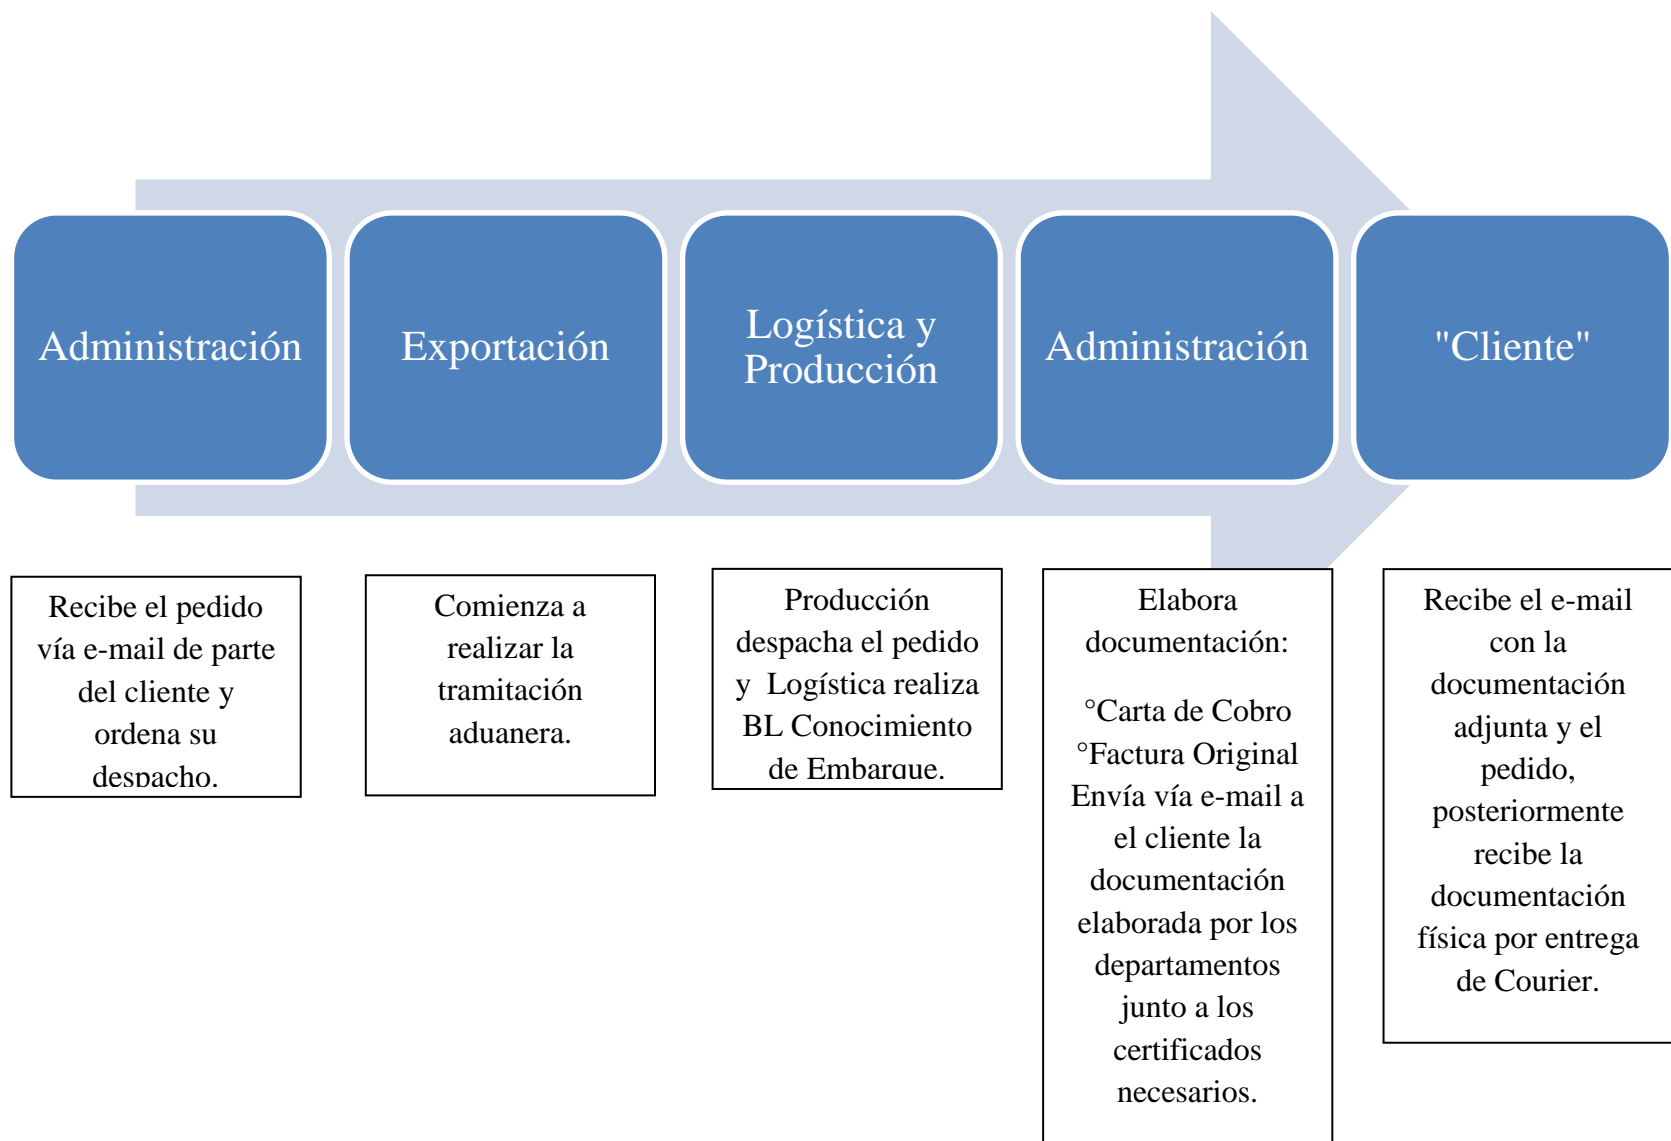 Administración
Exportación
Logística y
Producción
Administración
"Cliente"
Recibe el pedido
vía e-mail de parte
del cliente y
ordena su
despacho.
Comienza a
realizar la
tramitación
aduanera.
Producción
despacha el pedido
y Logística realiza
BL Conocimiento
de Embarque.
Elabora
documentación:
°Carta de Cobro
°Factura Original
Envía vía e-mail a
el cliente la
documentación
elaborada por los
departamentos
junto a los
certificados
necesarios.
Recibe el e-mail
con la
documentación
adjunta y el
pedido,
posteriormente
recibe la
documentación
física por entrega
de Courier.